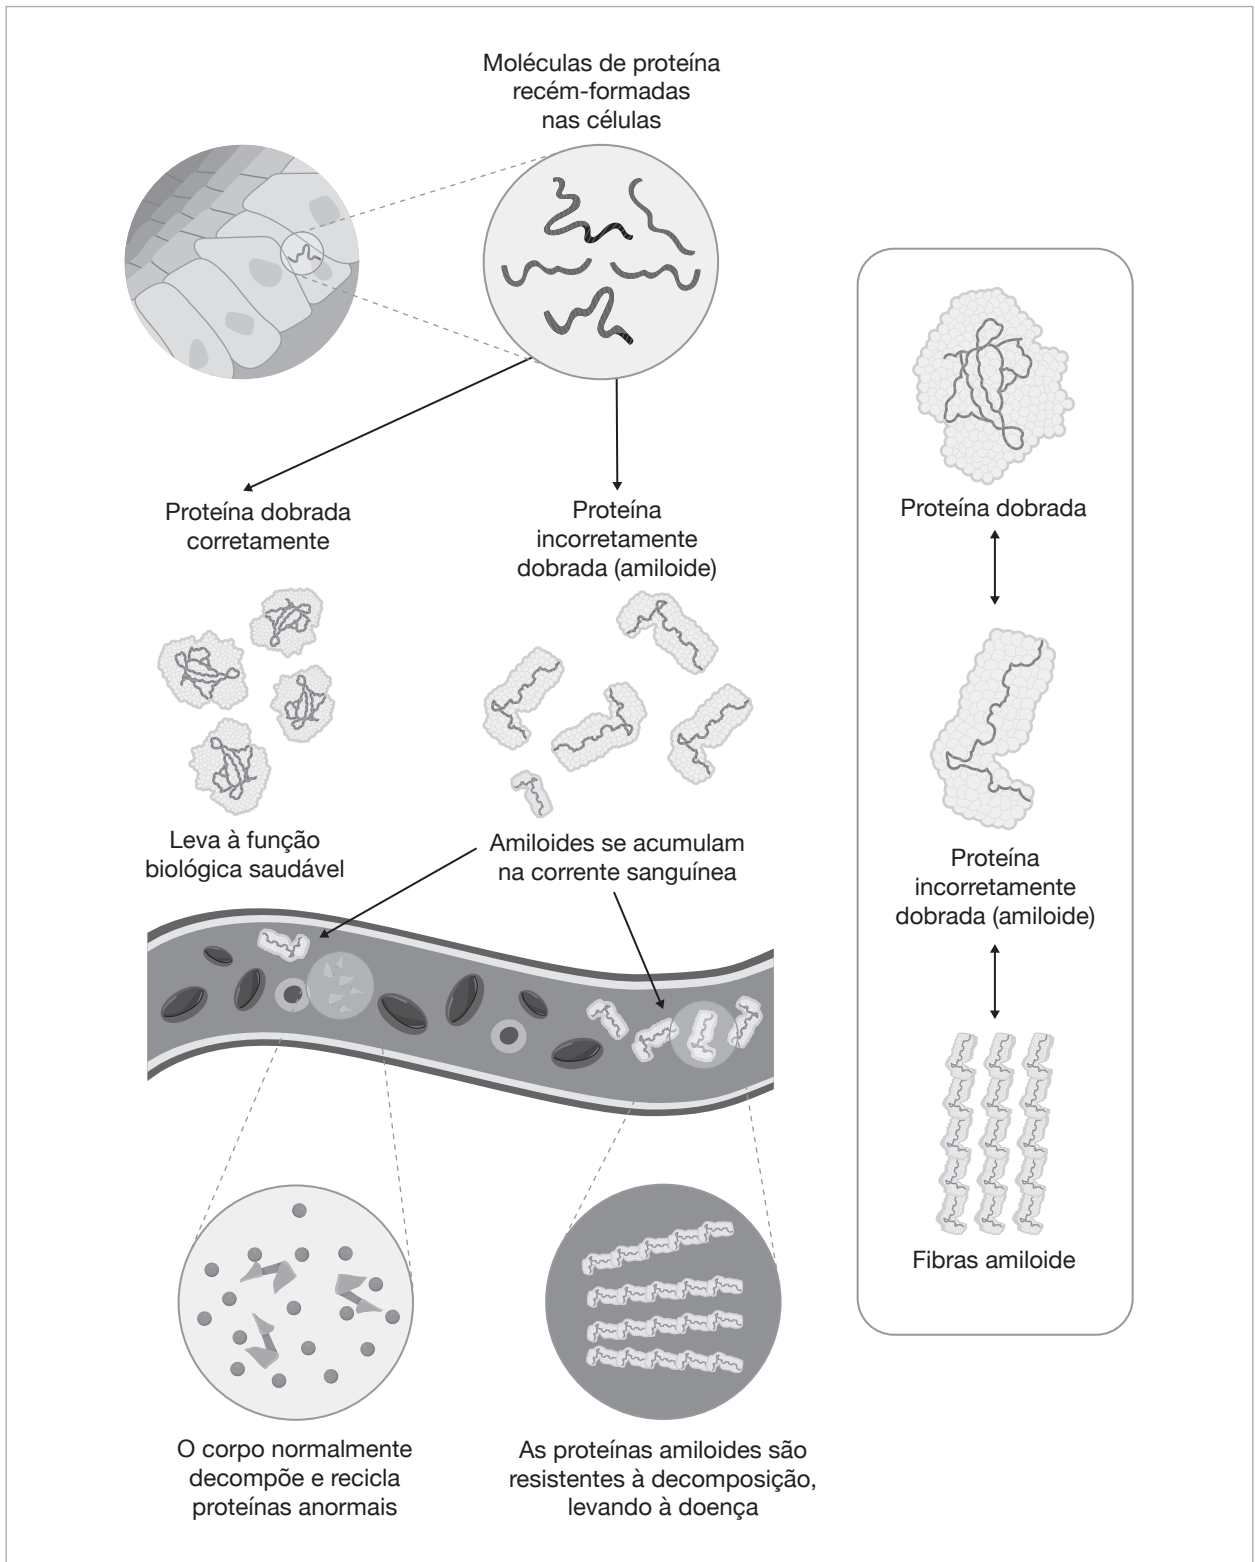 Moléculas de proteína
recém-formadas
nas células
Proteína dobrada
corretamente
Proteína
incorretamente
dobrada (amiloide)
Leva à função
biológica saudável
Amiloides se acumulam
na corrente sanguínea
O corpo normalmente
decompõe e recicla
proteínas anormais
As proteínas amiloides são
resistentes à decomposição,
levando à doença
Proteína dobrada
Proteína
incorretamente
dobrada (amiloide)
Fibras amiloide